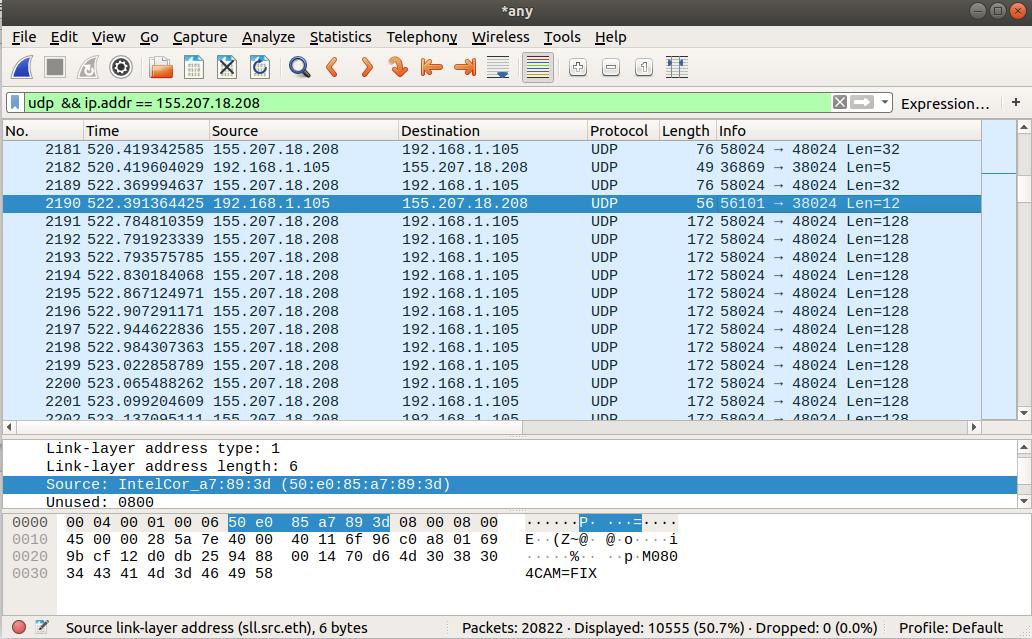 *any
File Edit View Go Capture Analyze Statistics Telephony Wireless Tools Help
udp && ip.addr == 155.207.18.208 Expression… +
No. Time Source Destination Protocol Length Info
2181 520.419342585 155.207.18.208 192.168.1.105 UDP 76 58024 → 48024 Len=32
2182 520.419604029 192.168.1.105 155.207.18.208 UDP 49 36869 → 38024 Len=5
2189 522.369994637 155.207.18.208 192.168.1.105 UDP 76 58024 → 48024 Len=32
2190 522.391364425 192.168.1.105 155.207.18.208 UDP 56 56101 → 38024 Len=12
2191 522.784810359 155.207.18.208 192.168.1.105 UDP 172 58024 → 48024 Len=128
2192 522.791923339 155.207.18.208 192.168.1.105 UDP 172 58024 → 48024 Len=128
2193 522.793575785 155.207.18.208 192.168.1.105 UDP 172 58024 → 48024 Len=128
2194 522.830184068 155.207.18.208 192.168.1.105 UDP 172 58024 → 48024 Len=128
2195 522.867124971 155.207.18.208 192.168.1.105 UDP 172 58024 → 48024 Len=128
2196 522.907291171 155.207.18.208 192.168.1.105 UDP 172 58024 → 48024 Len=128
2197 522.944622836 155.207.18.208 192.168.1.105 UDP 172 58024 → 48024 Len=128
2198 522.984307363 155.207.18.208 192.168.1.105 UDP 172 58024 → 48024 Len=128
2199 523.022858789 155.207.18.208 192.168.1.105 UDP 172 58024 → 48024 Len=128
2200 523.065488262 155.207.18.208 192.168.1.105 UDP 172 58024 → 48024 Len=128
2201 523.099204609 155.207.18.208 192.168.1.105 UDP 172 58024 → 48024 Len=128
2202 523.137095111 155.207.18.208 192.168.1.105 UDP 172 58024 → 48024 Len=128
Link-layer address type: 1
Link-layer address length: 6
Source: IntelCor_a7:89:3d (50:e0:85:a7:89:3d)
Unused: 0800
0000 00 04 00 01 00 06 50 e0 85 a7 89 3d 08 00 08 00 ······P· ···=····
0010 45 00 00 28 5a 7e 40 00 40 11 6f 96 c0 a8 01 69 E··(Z~@· @·o····i
0020 9b cf 12 d0 db 25 94 88 00 14 70 d6 4d 30 38 30 ·····%·· ··p·M080
0030 34 43 41 4d 3d 46 49 58 4CAM=FIX
Source link-layer address (sll.src.eth), 6 bytes Packets: 20822 · Displayed: 10555 (50.7%) · Dropped: 0 (0.0%) Profile: Default